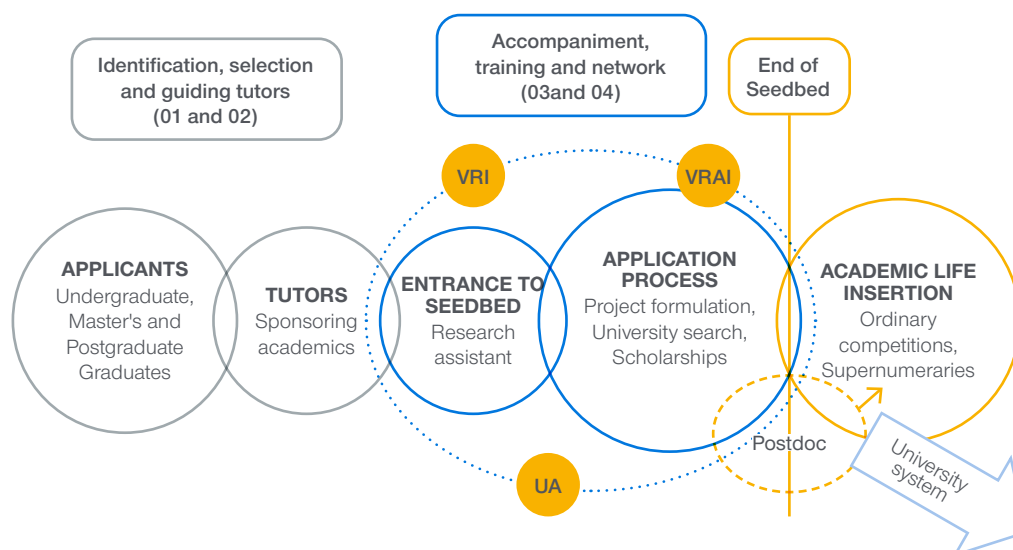 Identification, selection
and guiding tutors
(01 and 02)
Accompaniment,
training and network
(03and 04)
End of
Seedbed
VRI
VRAI
APPLICANTS
Undergraduate,
Master's and
Postgraduate
Graduates
TUTORS
Sponsoring
academics
ENTRANCE TO
SEEDBED
Research
assistant
APPLICATION
PROCESS
Project formulation,
University search,
Scholarships
ACADEMIC LIFE
INSERTION
Ordinary
competitions,
Supernumeraries
Postdoc
UA
University
system